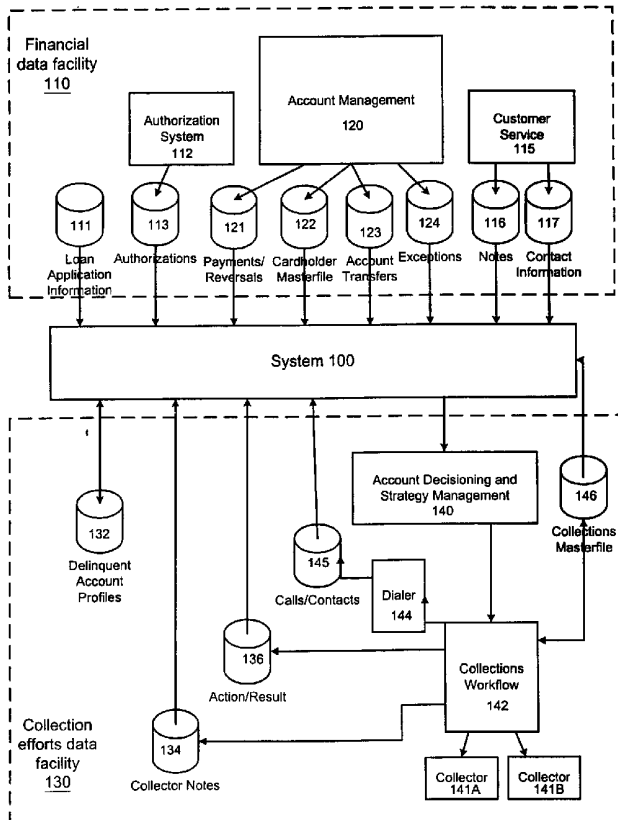 Financial
data facility
110
Authorization
System
112
Account Management
120
Customer
Service
115
111
113
121
122
123
124
116
117
Loan
Application
Information
Authorizations
Payments/
Reversals
Cardholder
Masterfile
Account
Transfers
Exceptions
Notes
Contact
Information
System 100
Account Decisioning and
Strategy Management
140
146
Collections
Masterfile
132
Delinquent
Account
Profiles
145
Calls/Contacts
Dialer
144
136
Action/Result
Collections
Workflow
142
Collection
efforts data
facility
130
134
Collector Notes
Collector
141A
Collector
141B